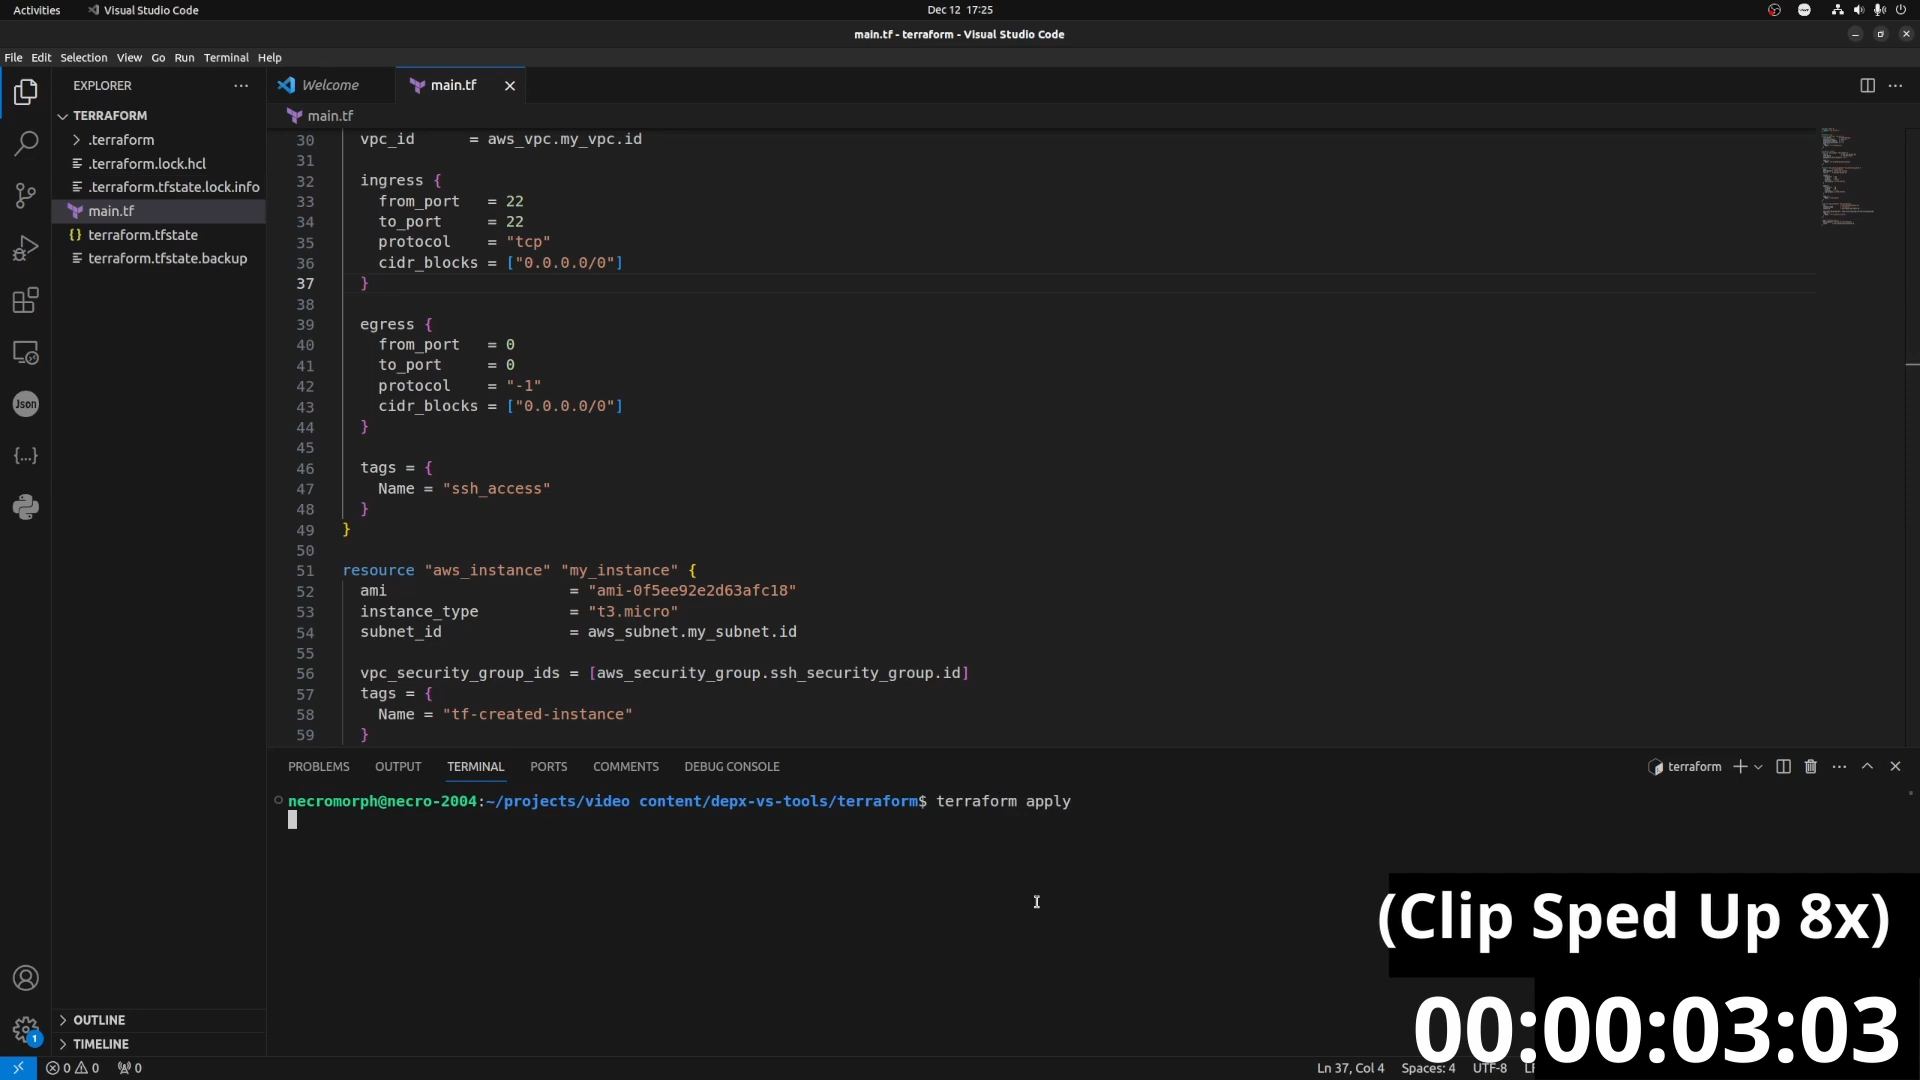 Activities
Visual Studio Code
Dec 12 17:25
main.tf - terraform - Visual Studio Code
File Edit Selection View Go Run Terminal Help
EXPLORER
Welcome
main.tf
TERRAFORM
main.tf
.terraform
.terraform.lock.hcl
.terraform.tfstate.lock.info
main.tf
terraform.tfstate
terraform.tfstate.backup
Json
30 vpc_id = aws_vpc.my_vpc.id
31
32 ingress {
33 from_port = 22
34 to_port = 22
35 protocol = "tcp"
36 cidr_blocks = ["0.0.0.0/0"]
37 }
38
39 egress {
40 from_port = 0
41 to_port = 0
42 protocol = "-1"
43 cidr_blocks = ["0.0.0.0/0"]
44 }
45
46 tags = {
47 Name = "ssh_access"
48 }
49 }
50
51 resource "aws_instance" "my_instance" {
52 ami = "ami-0f5ee92e2d63afc18"
53 instance_type = "t3.micro"
54 subnet_id = aws_subnet.my_subnet.id
55
56 vpc_security_group_ids = [aws_security_group.ssh_security_group.id]
57 tags = {
58 Name = "tf-created-instance"
59 }
PROBLEMS OUTPUT TERMINAL PORTS COMMENTS DEBUG CONSOLE
terraform
necromorph@necro-2004:~/projects/video content/depx-vs-tools/terraform$ terraform apply
(Clip Sped Up 8x)
00:00:03:03
OUTLINE
TIMELINE
1
0 0 0
Ln 37, Col 4 Spaces: 4 UTF-8